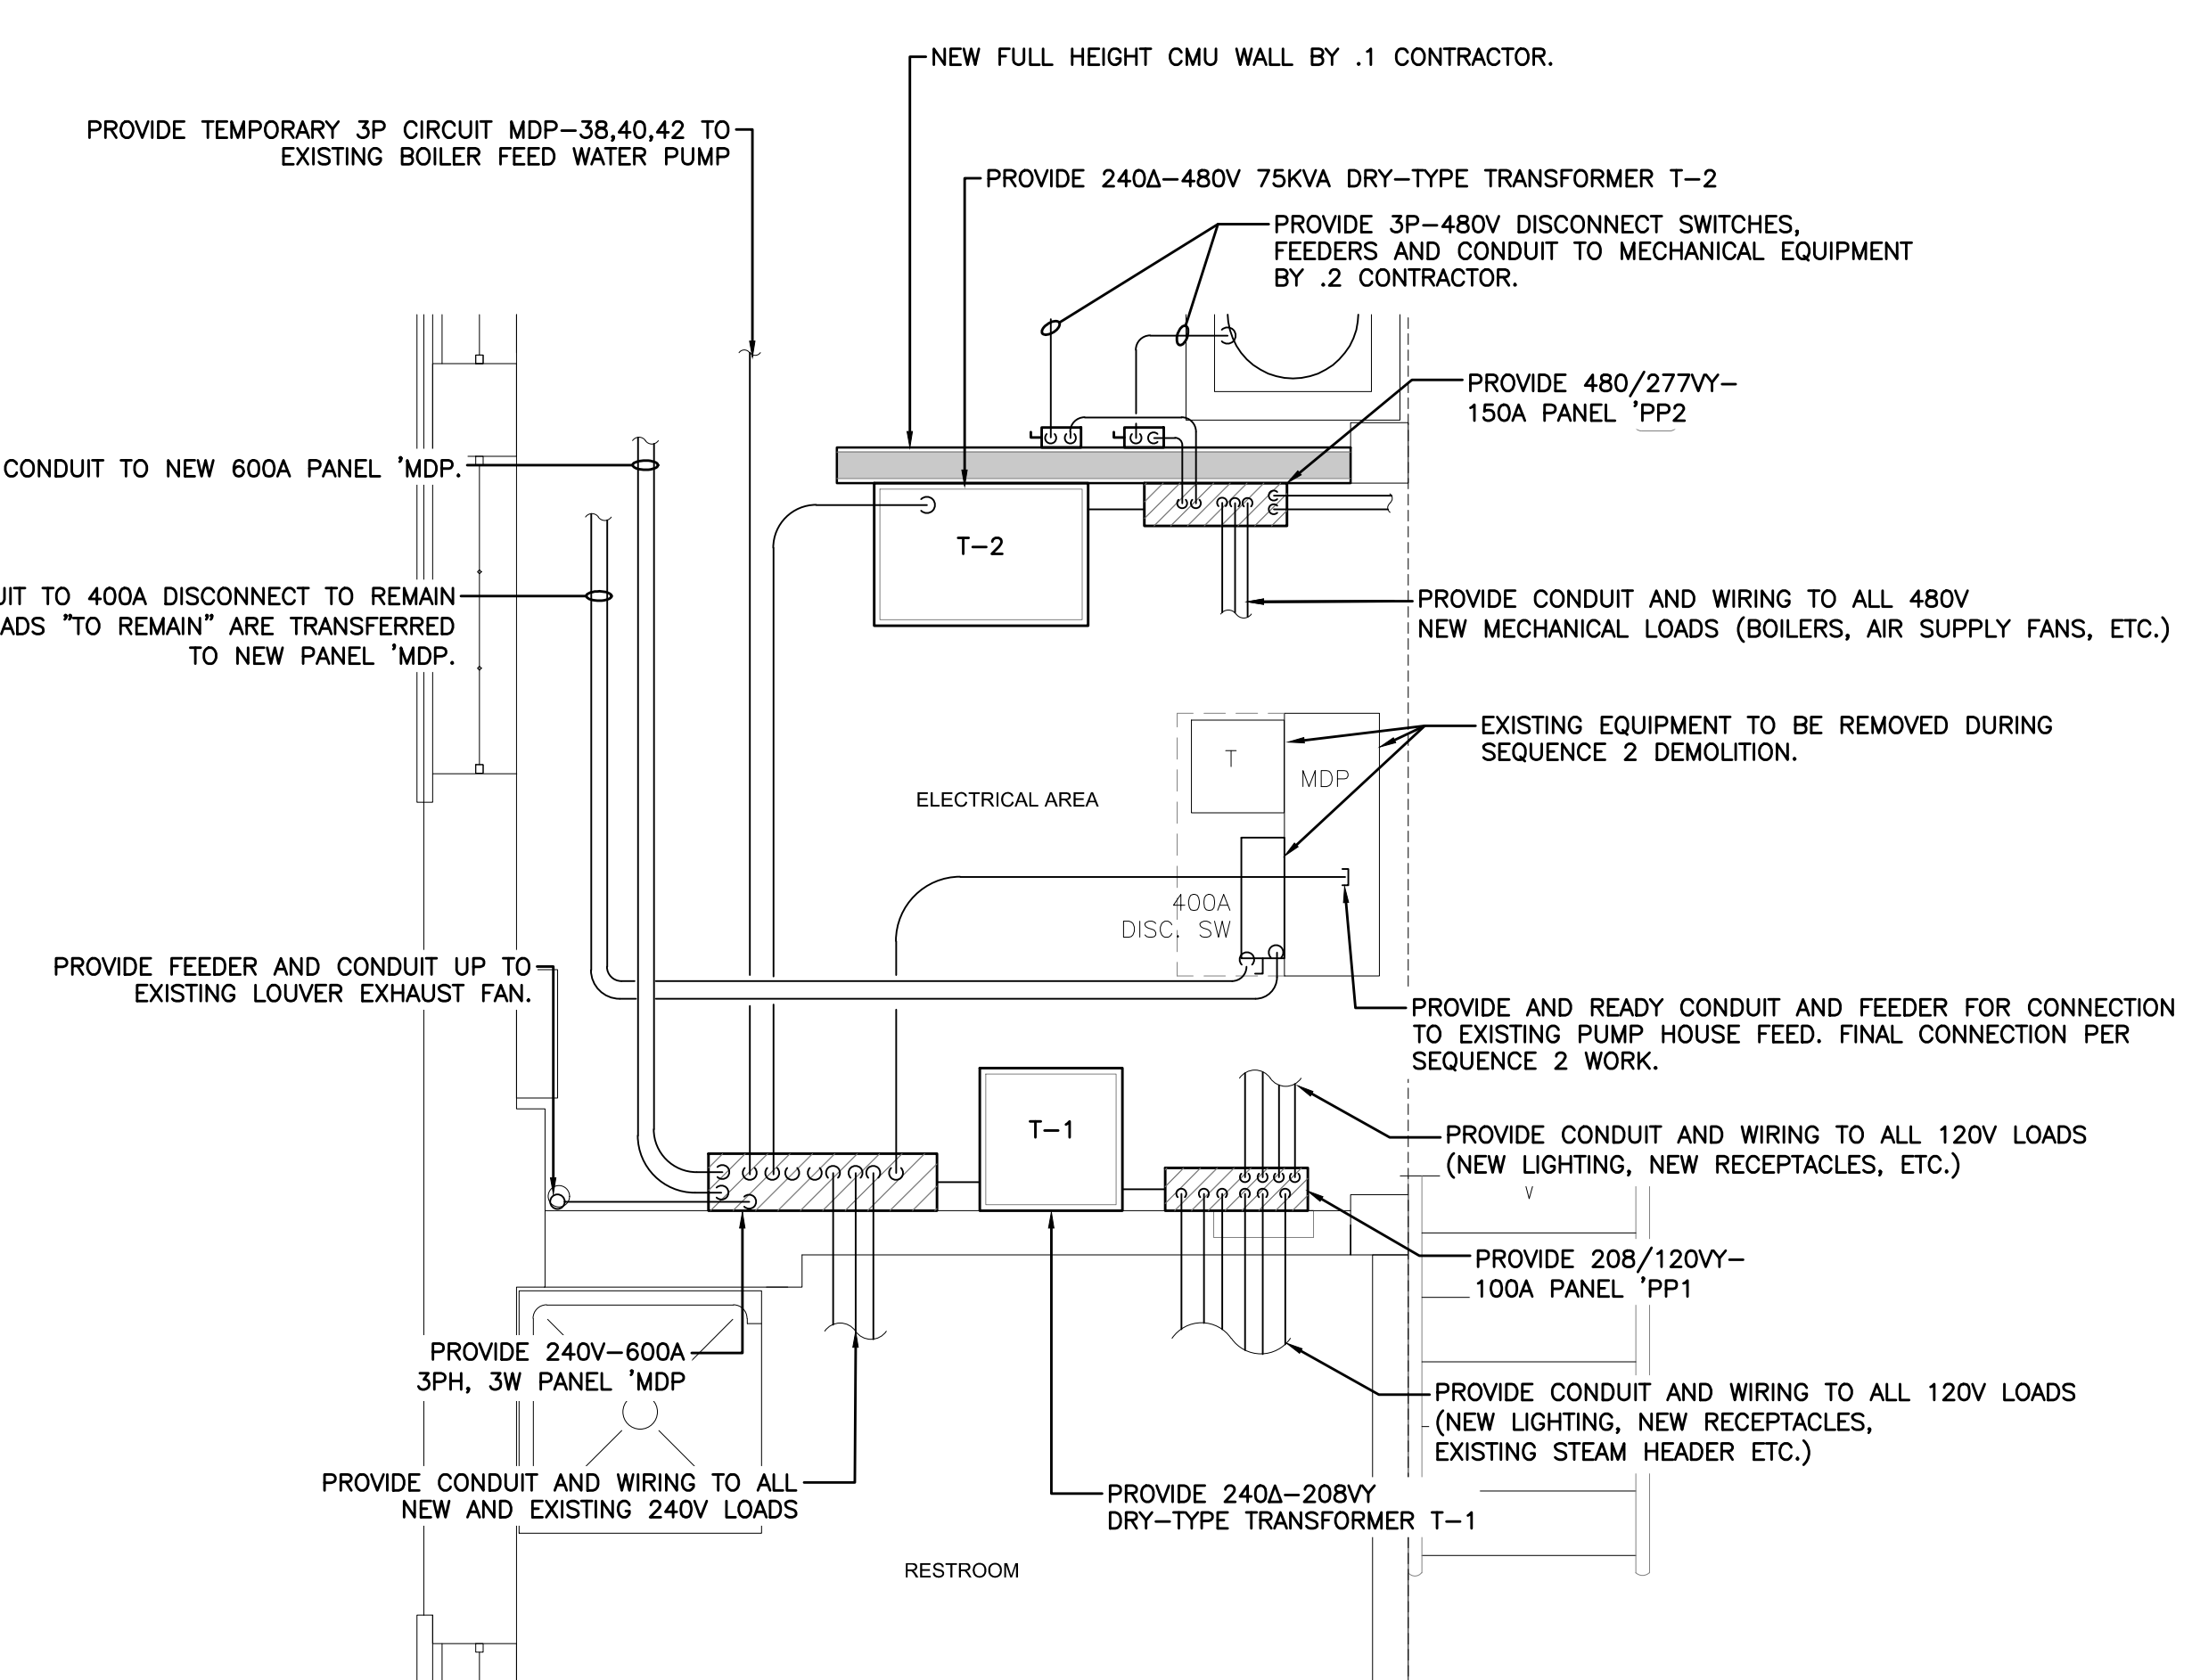 NEW FULL HEIGHT CMU WALL BY .1 CONTRACTOR.
PROVIDE TEMPORARY 3P CIRCUIT MDP-38,40,42 TO
EXISTING BOILER FEED WATER PUMP
PROVIDE 240Δ-480V 75KVA DRY-TYPE TRANSFORMER T-2
PROVIDE 3P-480V DISCONNECT SWITCHES,
FEEDERS AND CONDUIT TO MECHANICAL EQUIPMENT
BY .2 CONTRACTOR.
PROVIDE 480/277VY-
150A PANEL 'PP2
CONDUIT TO NEW 600A PANEL 'MDP.
T-2
TO 400A DISCONNECT TO REMAIN
"TO REMAIN" ARE TRANSFERRED
TO NEW PANEL 'MDP.
PROVIDE CONDUIT AND WIRING TO ALL 480V
NEW MECHANICAL LOADS (BOILERS, AIR SUPPLY FANS, ETC.)
EXISTING EQUIPMENT TO BE REMOVED DURING
SEQUENCE 2 DEMOLITION.
T
MDP
ELECTRICAL AREA
400A
DISC. SW
PROVIDE FEEDER AND CONDUIT UP TO
EXISTING LOUVER EXHAUST FAN.
PROVIDE AND READY CONDUIT AND FEEDER FOR CONNECTION
TO EXISTING PUMP HOUSE FEED. FINAL CONNECTION PER
SEQUENCE 2 WORK.
T-1
PROVIDE CONDUIT AND WIRING TO ALL 120V LOADS
(NEW LIGHTING, NEW RECEPTACLES, ETC.)
V
PROVIDE 208/120VY-
100A PANEL 'PP1
PROVIDE 240V-600A
3PH, 3W PANEL 'MDP
PROVIDE CONDUIT AND WIRING TO ALL 120V LOADS
(NEW LIGHTING, NEW RECEPTACLES,
EXISTING STEAM HEADER ETC.)
PROVIDE CONDUIT AND WIRING TO ALL
NEW AND EXISTING 240V LOADS
PROVIDE 240Δ-208VY
DRY-TYPE TRANSFORMER T-1
RESTROOM